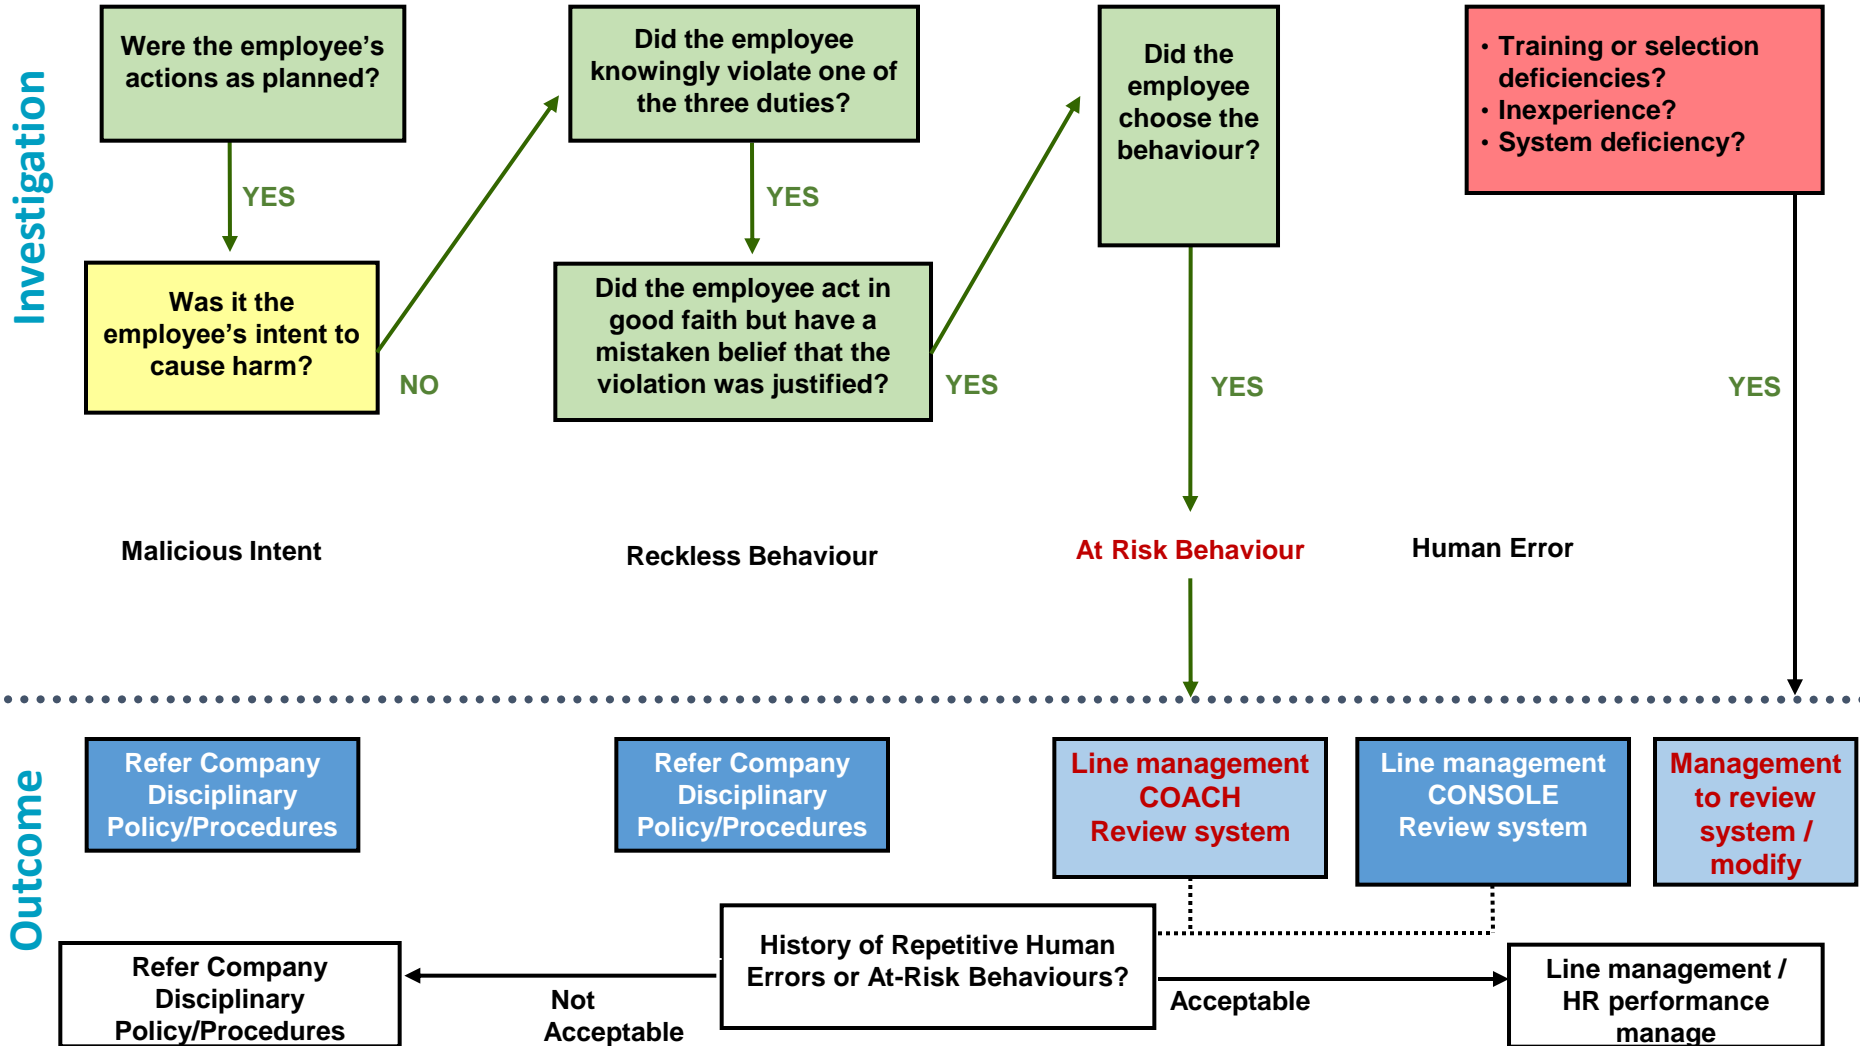 Investigation
Were the employee’s
actions as planned?
YES
Was it the
employee’s intent to
cause harm?
NO
Did the employee
knowingly violate one of
the three duties?
YES
Did the employee act in
good faith but have a
mistaken belief that the
violation was justified?
YES
Did the
employee
choose the
behaviour?
YES
• Training or selection
deficiencies?
• Inexperience?
• System deficiency?
YES
Malicious Intent
Reckless Behaviour
At Risk Behaviour
Human Error
Outcome
Refer Company
Disciplinary
Policy/Procedures
Refer Company
Disciplinary
Policy/Procedures
Line management
COACH
Review system
Line management
CONSOLE
Review system
Management
to review
system /
modify
Refer Company
Disciplinary
Policy/Procedures
Not
Acceptable
History of Repetitive Human
Errors or At-Risk Behaviours?
Acceptable
Line management /
HR performance
manage